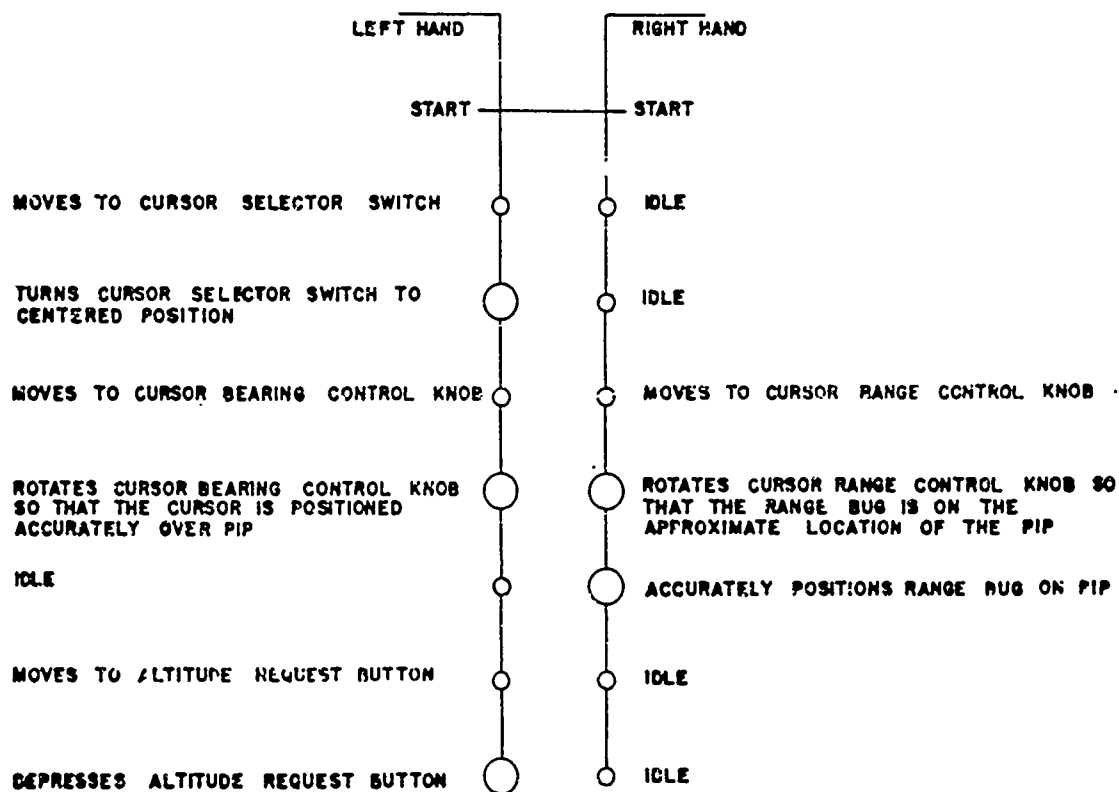 LEFT HAND
RIGHT HAND
START
START
MOVES TO CURSOR SELECTOR SWITCH
IDLE
TURNS CURSOR SELECTOR SWITCH TO
CENTERED POSITION
IDLE
MOVES TO CURSOR BEARING CONTROL KNOB
MOVES TO CURSOR RANGE CONTROL KNOB
ROTATES CURSOR BEARING CONTROL KNOB
SO THAT THE CURSOR IS POSITIONED
ACCURATELY OVER PIP
ROTATES CURSOR RANGE CONTROL KNOB SO
THAT THE RANGE BUG IS ON THE
APPROXIMATE LOCATION OF THE PIP
IDLE
ACCURATELY POSITIONS RANGE BUG ON PIP
MOVES TO ALTITUDE REQUEST BUTTON
IDLE
DEPRESSES ALTITUDE REQUEST BUTTON
IDLE